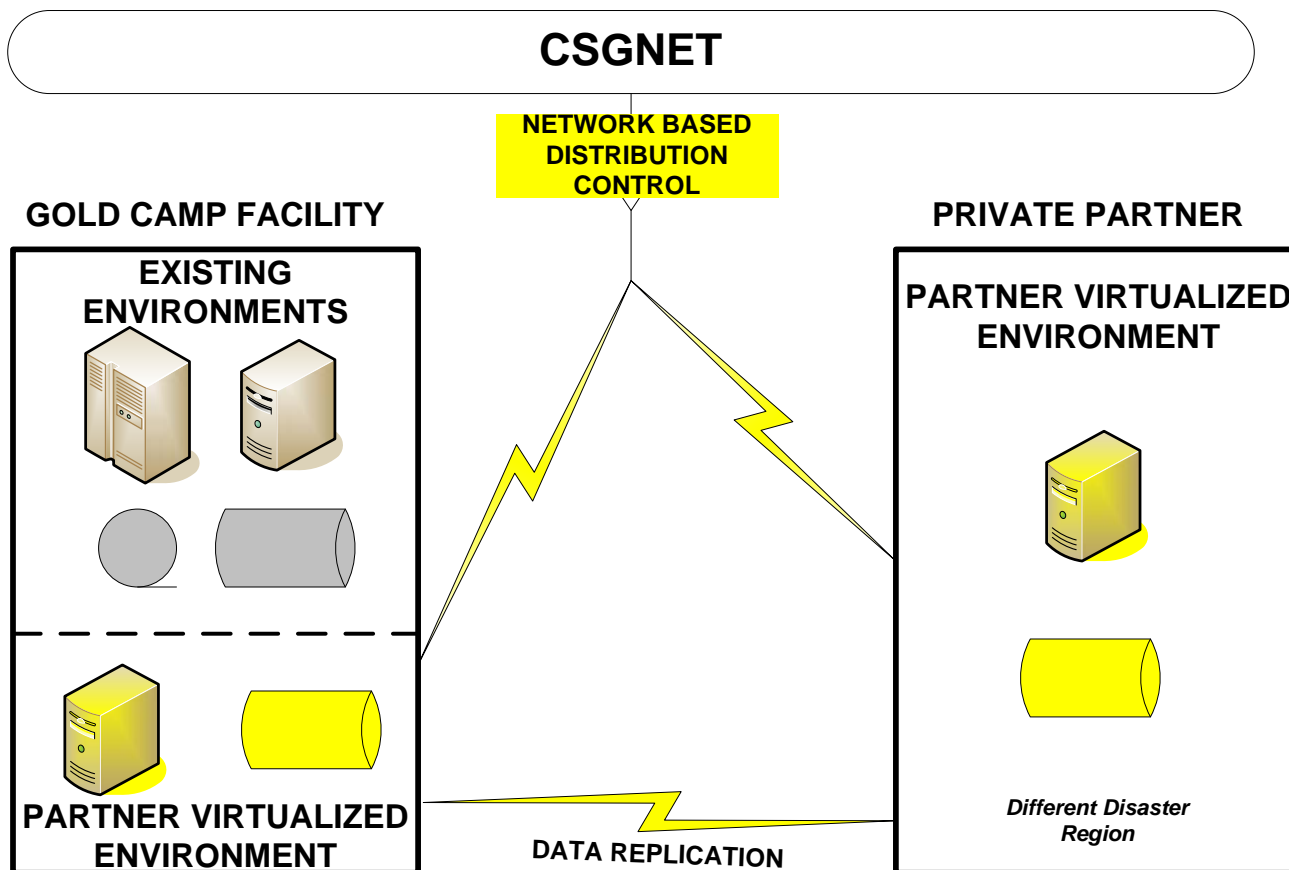 CSGNET
NETWORK BASED
DISTRIBUTION
CONTROL
GOLD CAMP FACILITY
PRIVATE PARTNER
EXISTING
ENVIRONMENTS
PARTNER VIRTUALIZED
ENVIRONMENT
PARTNER VIRTUALIZED
ENVIRONMENT
DATA REPLICATION
Different Disaster
Region